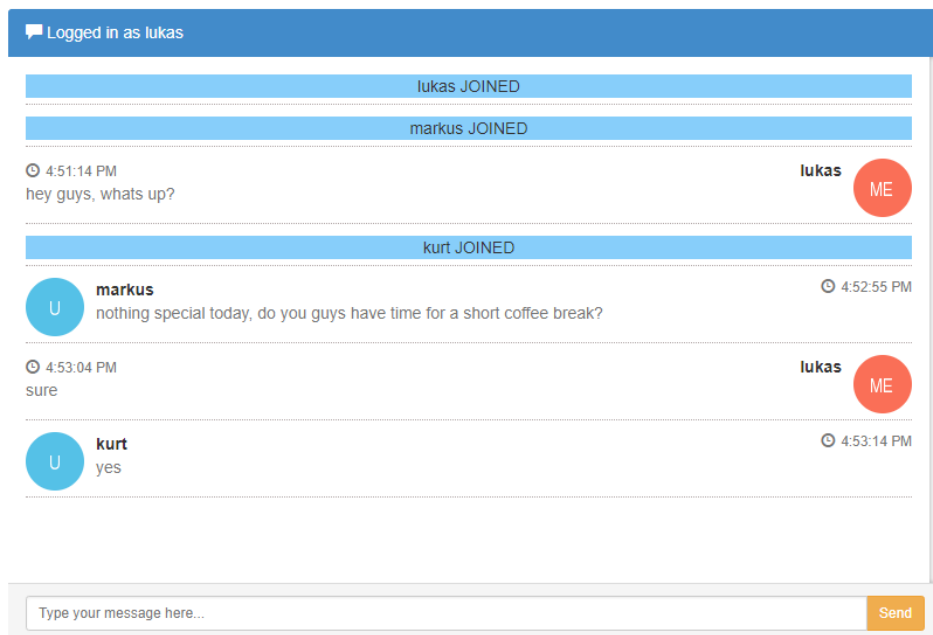 Logged in as lukas
lukas JOINED
markus JOINED
4:51:14 PM lukas
hey guys, whats up?
ME
kurt JOINED
markus 4:52:55 PM
U
nothing special today, do you guys have time for a short coffee break?
4:53:04 PM lukas
sure
ME
kurt 4:53:14 PM
U
yes
Type your message here... Send